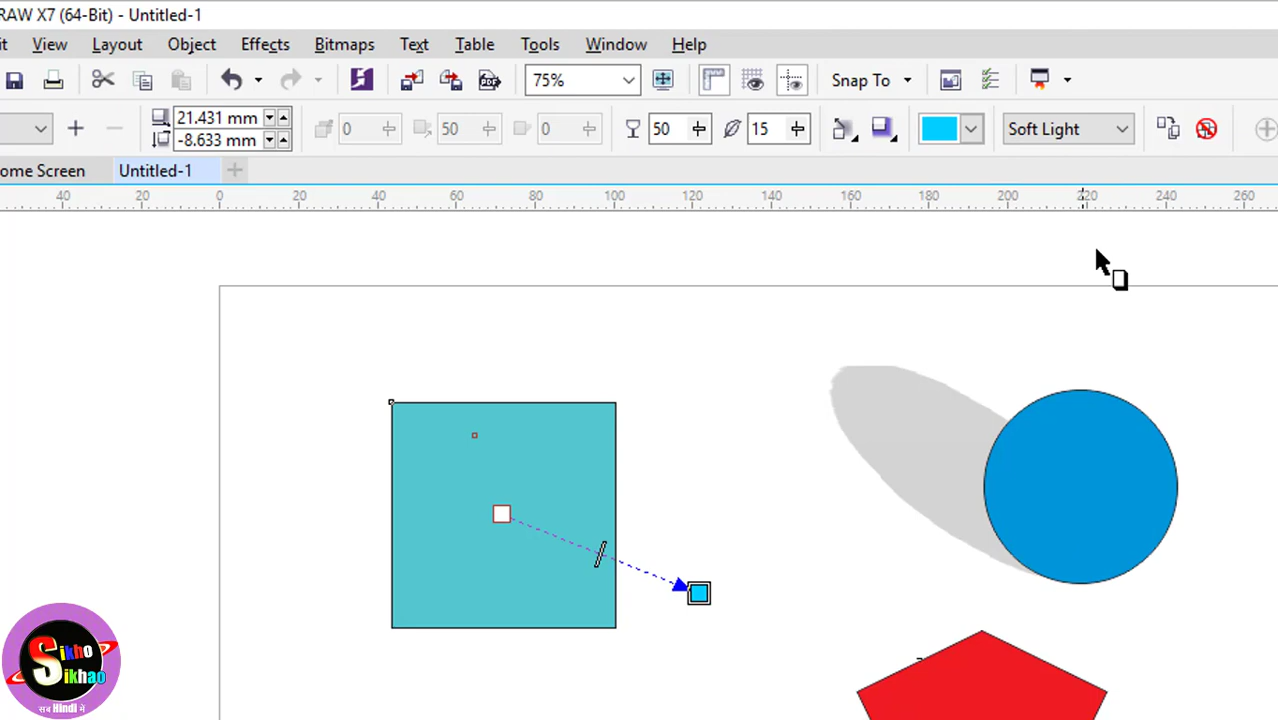 RAW X7 (64-Bit) - Untitled-1
it View Layout Object Effects Bitmaps Text Table Tools Window Help
75% Snap To
21.431 mm 0 50 0 50 15 Soft Light
-8.633 mm
ome Screen Untitled-1
40 20 0 20 40 60 80 100 120 140 160 180 200 220 240 260
Sikho
Sikhao
सब हिन्दी में